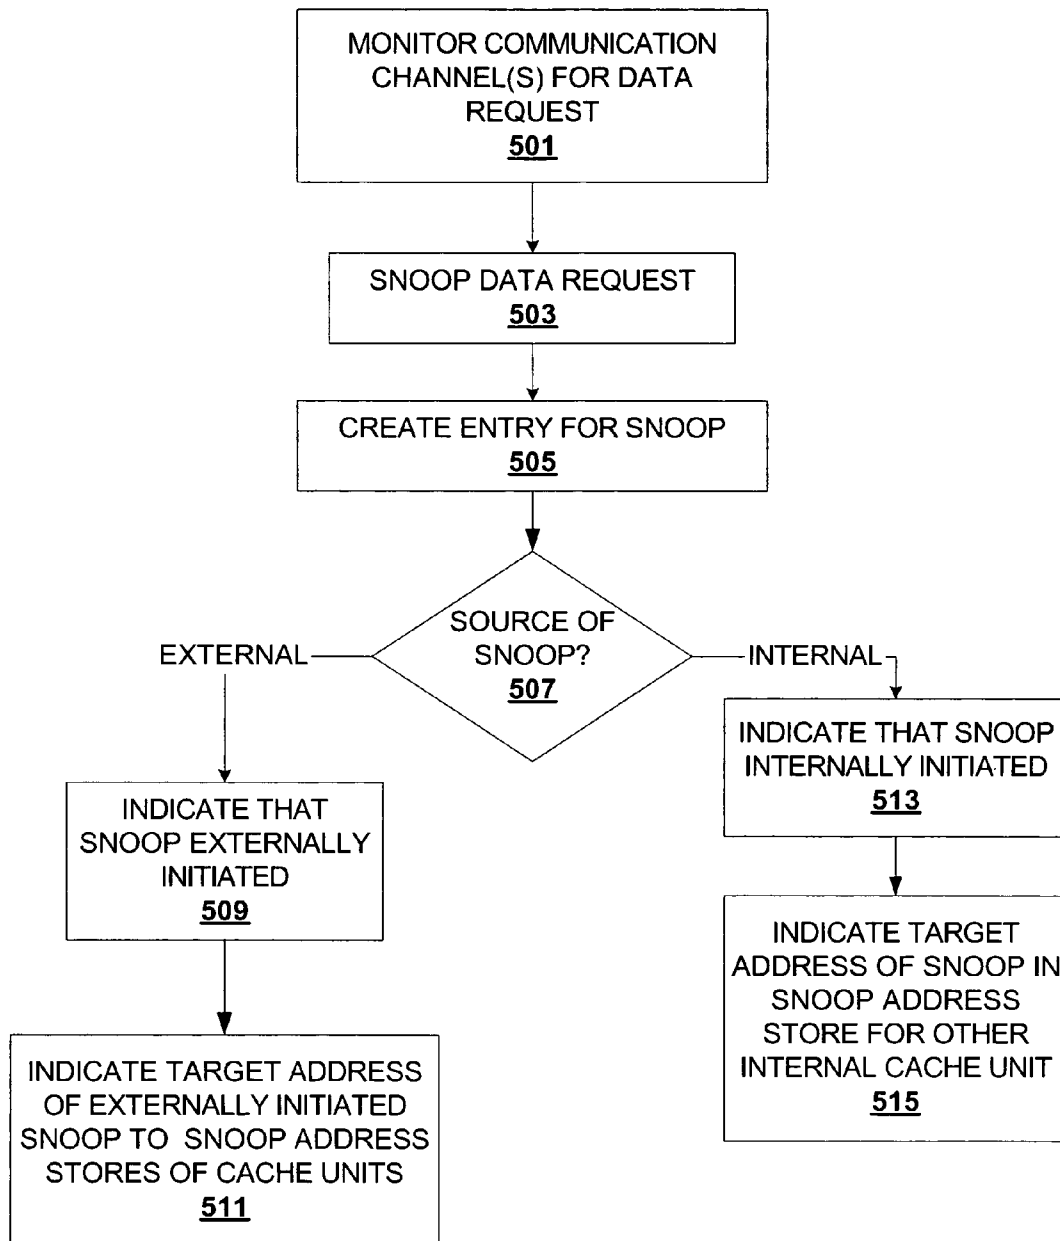 MONITOR COMMUNICATION
CHANNEL(S) FOR DATA
REQUEST
501
SNOOP DATA REQUEST
503
CREATE ENTRY FOR SNOOP
505
SOURCE OF
SNOOP?
507
EXTERNAL
INTERNAL
INDICATE THAT
SNOOP EXTERNALLY
INITIATED
509
INDICATE TARGET ADDRESS
OF EXTERNALLY INITIATED
SNOOP TO SNOOP ADDRESS
STORES OF CACHE UNITS
511
INDICATE THAT SNOOP
INTERNALLY INITIATED
513
INDICATE TARGET
ADDRESS OF SNOOP IN
SNOOP ADDRESS
STORE FOR OTHER
INTERNAL CACHE UNIT
515